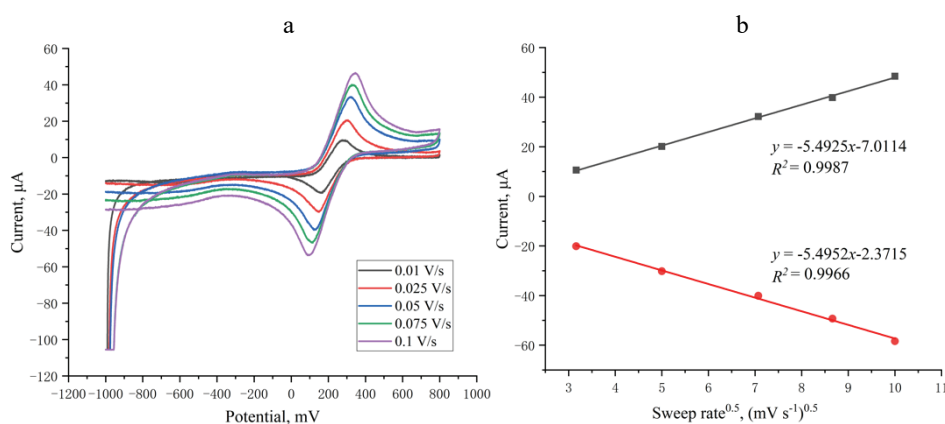 a
60
40
20
0
−20
−40
−60
−80
−100
−120
−1200 −1000 −800 −600 −400 −200 0 200 400 600 800 1000
Current, μA
Potential, mV
0.01 V/s
0.025 V/s
0.05 V/s
0.075 V/s
0.1 V/s
b
60
40
20
0
−20
−40
−60
3 4 5 6 7 8 9 10 11
Current, μA
Sweep rate^0.5, (mV s^-1)^0.5
y = -5.4925x-7.0114
R² = 0.9987
y = -5.4952x-2.3715
R² = 0.9966